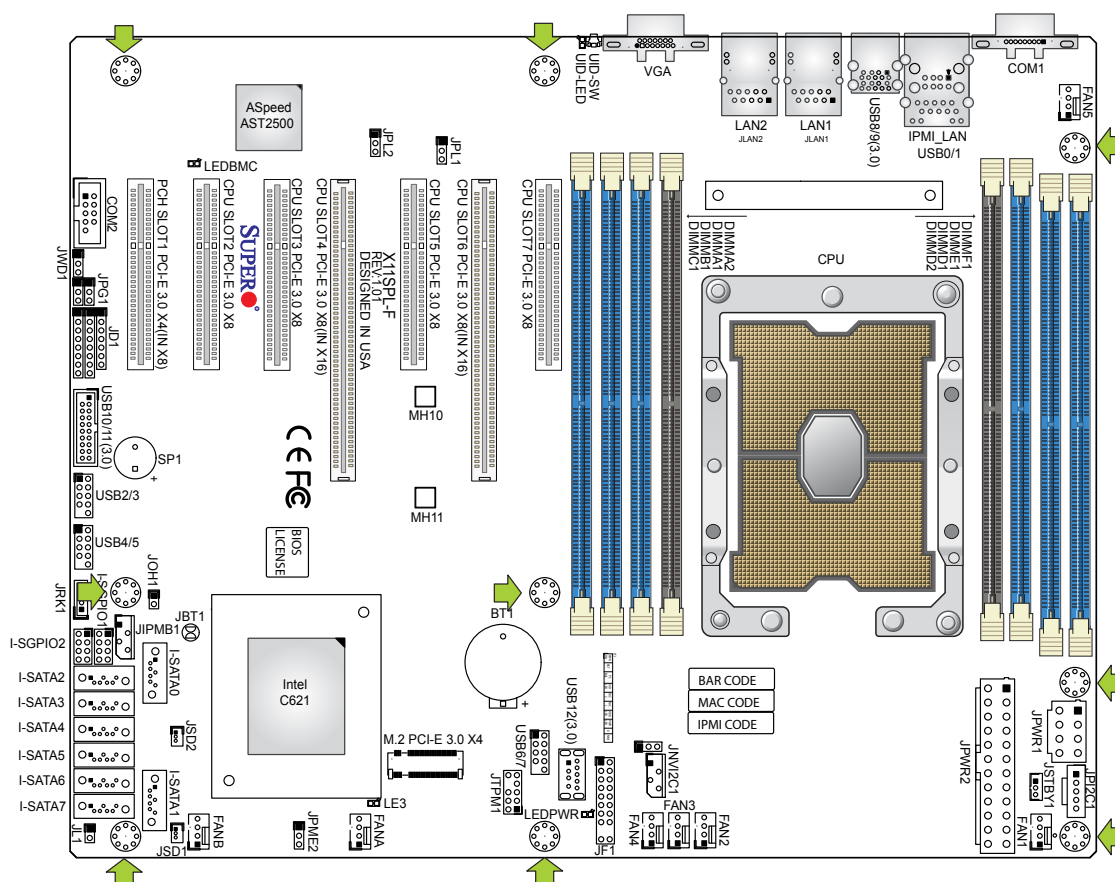 UID-LED
UID-SW
VGA
LAN2
JLAN2
LAN1
JLAN1
USB8/9(3.0)
IPMI_LAN
USB0/1
COM1
FAN5
ASpeed
AST2500
LEDBMC
JPL2
JPL1
COM2
JWD1
JPG1
JD1
PCH SLOT1 PCI-E 3.0 X4(IN X8)
CPU SLOT2 PCI-E 3.0 X8
SUPER
CPU SLOT3 PCI-E 3.0 X8
CPU SLOT4 PCI-E 3.0 X8(IN X16)
X11SPL-F
REV:1.01
DESIGNED IN USA
CPU SLOT5 PCI-E 3.0 X8
CPU SLOT6 PCI-E 3.0 X8(IN X16)
CPU SLOT7 PCI-E 3.0 X8
DIMMC1
DIMMB1
DIMMA1
DIMMA2
CPU
DIMMD2
DIMMD1
DIMME1
DIMMF1
MH10
MH11
USB10/11(3.0)
SP1
+
USB2/3
USB4/5
CE FC
BIOS
LICENSE
JOH1
JRK1
I-SGPIO1
JIPMB1
JBT1
I-SGPIO2
I-SATA2
I-SATA3
I-SATA4
I-SATA5
I-SATA6
I-SATA7
I-SATA0
JSD2
I-SATA1
JL1
JSD1
FANB
Intel
C621
LE3
JPME2
FANA
M.2 PCI-E 3.0 X4
BT1
+
USB12(3.0)
USB6/7
JTPM1
LEDPWR
JF1
BAR CODE
MAC CODE
IPMI CODE
JNVI2C1
FAN4
FAN3
FAN2
JPWR2
JPWR1
JSTBY1
JPI2C1
FAN1